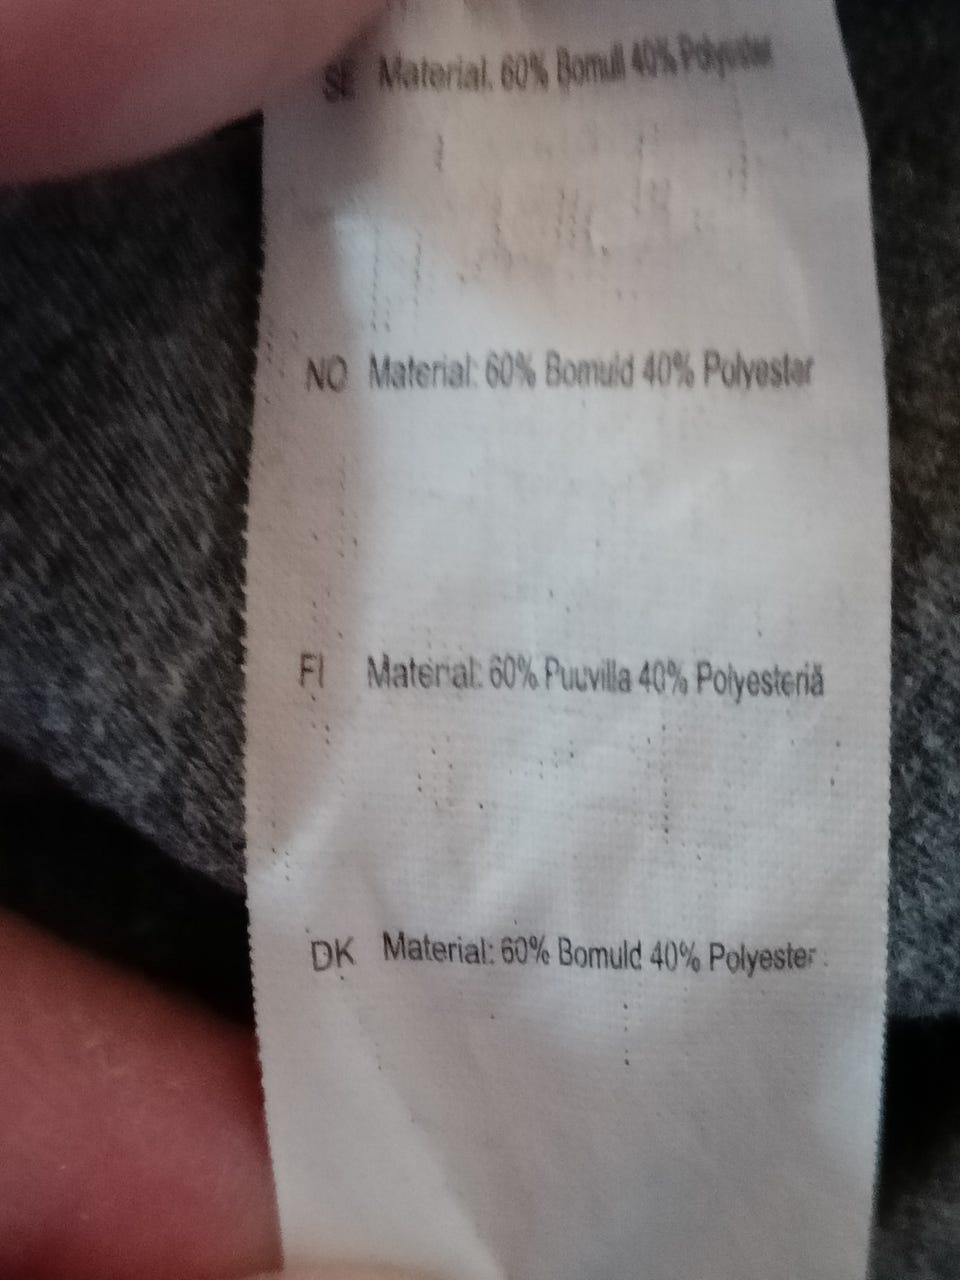 SE Material. 60% Bomull 40% Polyester
NO Material: 60% Bomuld 40% Polyester
FI Material: 60% Puuvilla 40% Polyesteriä
DK Material: 60% Bomuld 40% Polyester